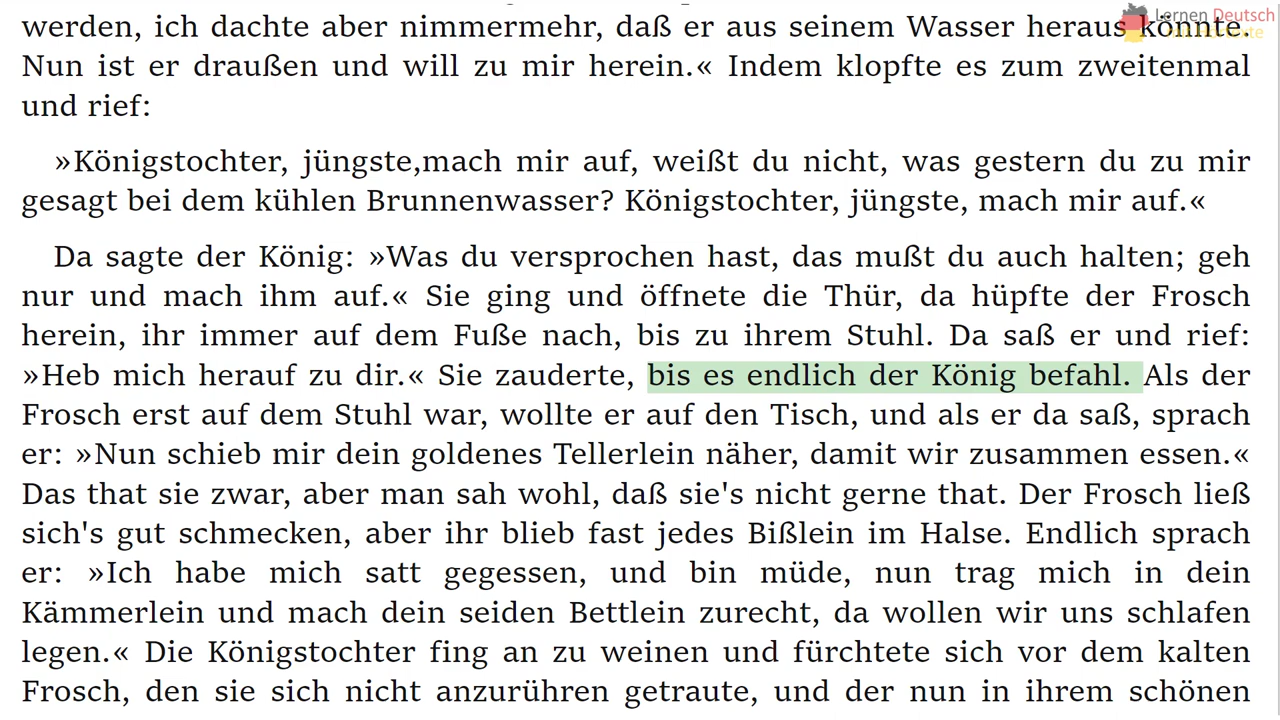 werden, ich dachte aber nimmermehr, daß er aus seinem Wasser heraus könnte.
Lernen Deutsch
Nun ist er draußen und will zu mir herein.« Indem klopfte es zum zweitenmal
und rief:
»Königstochter, jüngste,mach mir auf, weißt du nicht, was gestern du zu mir
gesagt bei dem kühlen Brunnenwasser? Königstochter, jüngste, mach mir auf.«
Da sagte der König: »Was du versprochen hast, das mußt du auch halten; geh
nur und mach ihm auf.« Sie ging und öffnete die Thür, da hüpfte der Frosch
herein, ihr immer auf dem Fuße nach, bis zu ihrem Stuhl. Da saß er und rief:
»Heb mich herauf zu dir.« Sie zauderte, bis es endlich der König befahl. Als der
Frosch erst auf dem Stuhl war, wollte er auf den Tisch, und als er da saß, sprach
er: »Nun schieb mir dein goldenes Tellerlein näher, damit wir zusammen essen.«
Das that sie zwar, aber man sah wohl, daß sie's nicht gerne that. Der Frosch ließ
sich's gut schmecken, aber ihr blieb fast jedes Bißlein im Halse. Endlich sprach
er: »Ich habe mich satt gegessen, und bin müde, nun trag mich in dein
Kämmerlein und mach dein seiden Bettlein zurecht, da wollen wir uns schlafen
legen.« Die Königstochter fing an zu weinen und fürchtete sich vor dem kalten
Frosch, den sie sich nicht anzurühren getraute, und der nun in ihrem schönen